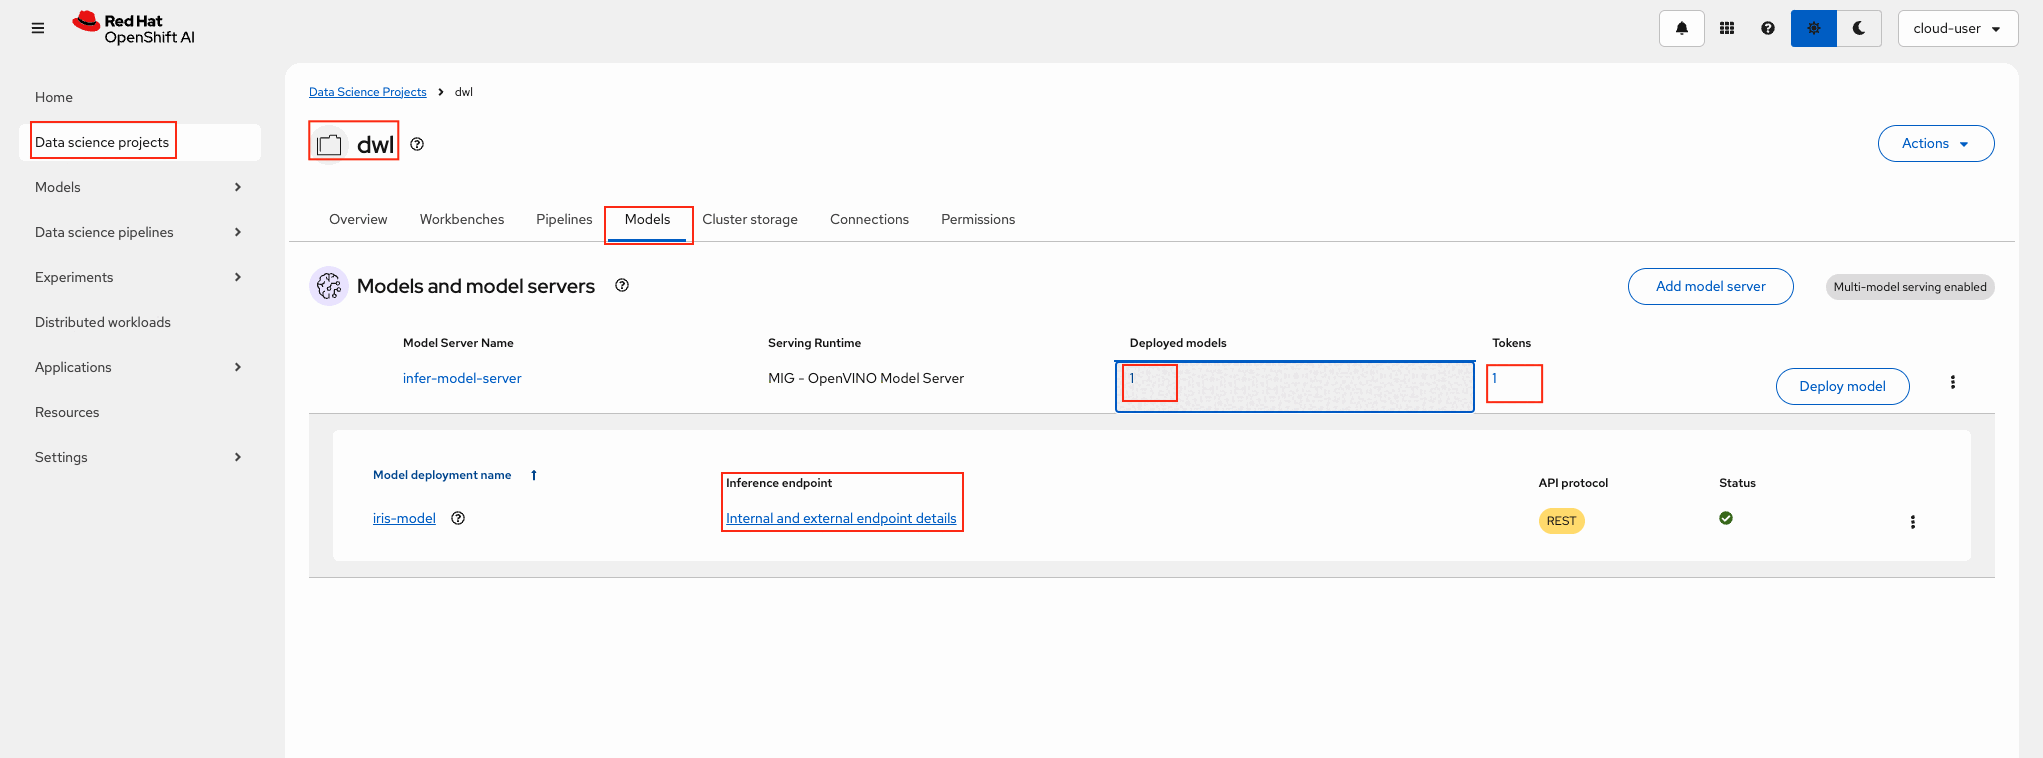 Red Hat
OpenShift AI
cloud-user
Home
Data science projects
Models
Data science pipelines
Experiments
Distributed workloads
Applications
Resources
Settings
Data Science Projects > dwl
dwl
Actions
Overview Workbenches Pipelines Models Cluster storage Connections Permissions
Models and model servers
Add model server
Multi-model serving enabled
Model Server Name Serving Runtime Deployed models Tokens
infer-model-server MIG - OpenVINO Model Server 1 1
Deploy model
Model deployment name Inference endpoint API protocol Status
iris-model Internal and external endpoint details REST